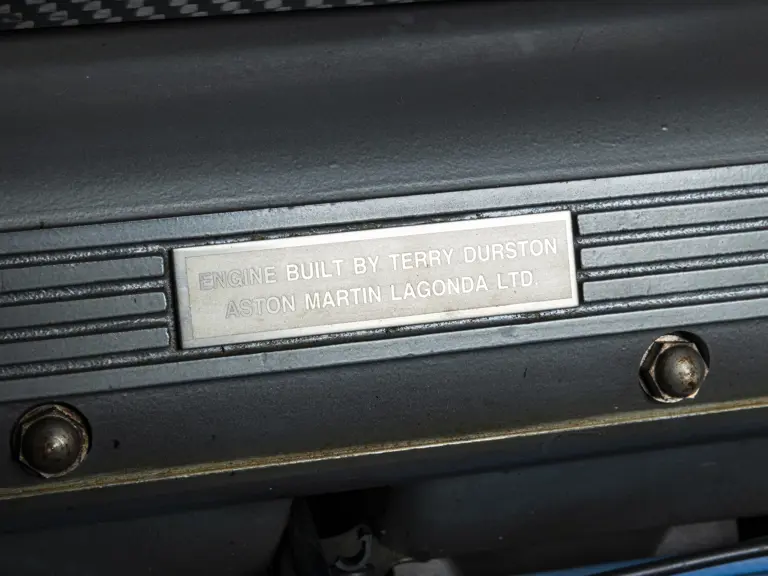 ENGINE BUILT BY TERRY DURSTON
ASTON MARTIN LAGONDA LTD.